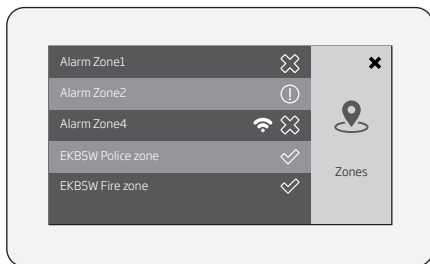 Alarm Zone1
Alarm Zone2
Alarm Zone4
EKB5W Police zone
EKB5W Fire zone
Zones